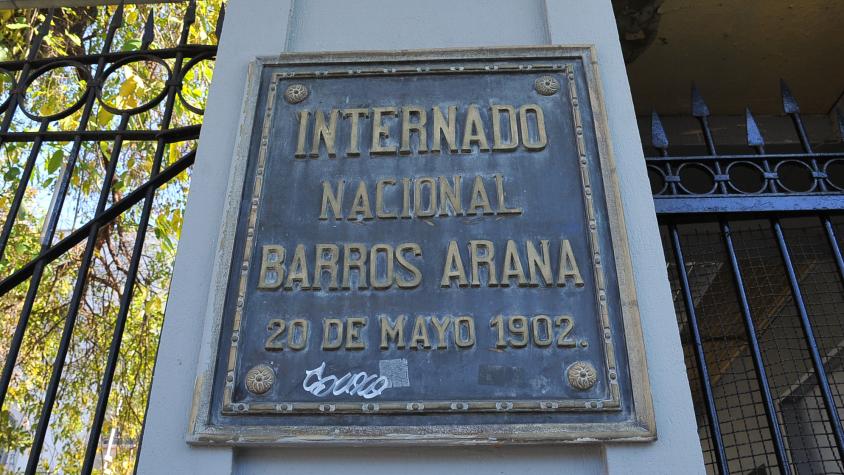 INTERNADO
NACIONAL
BARROS ARANA
20 DE MAYO 1902.